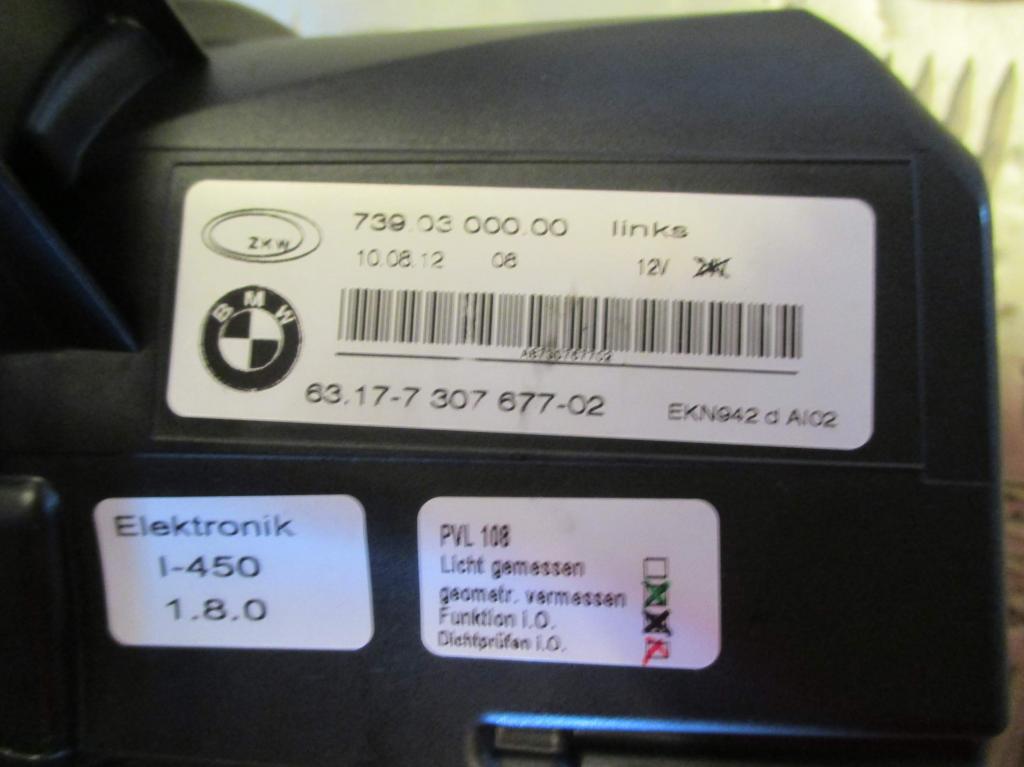 ZKW
739.03 000.00 links
10.08.12 08 12V
BMW
63.17-7 307 677-02
EKN942 d AI02
Elektronik
I-450
1.8.0
PVL 108
Licht gemessen
geometr. vermessen
Funktion i.O.
Dichtprüfen i.O.